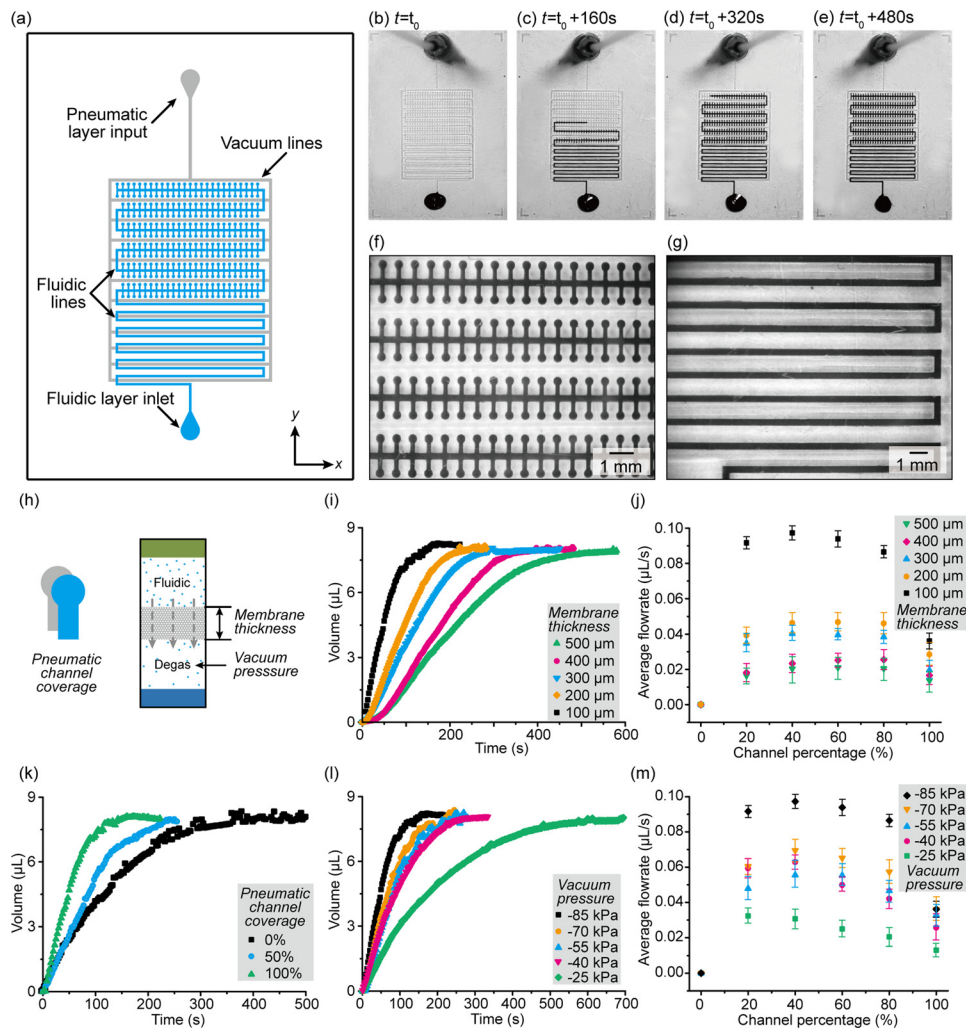 (a)
Pneumatic
layer input
Vacuum lines
Fluidic
lines
Fluidic layer inlet
y
x
(b) t=t0
(c) t=t0 +160s
(d) t=t0 +320s
(e) t=t0 +480s
(f)
1 mm
(g)
1 mm
(h)
Pneumatic
channel
coverage
Fluidic
Degas
Membrane
thickness
Vacuum
presssure
(i)
Volume (µL)
9
6
3
0
0 100 200 300 400 500 600
Time (s)
Membrane
thickness
500 µm
400 µm
300 µm
200 µm
100 µm
(j)
Average flowrate (µL/s)
0.10
0.08
0.06
0.04
0.02
0.00
0 20 40 60 80 100
Channel percentage (%)
500 µm
400 µm
300 µm
200 µm
100 µm
Membrane
thickness
(k)
Volume (µL)
9
6
3
0
0 100 200 300 400 500
Time (s)
Pneumatic
channel
coverage
0%
50%
100%
(l)
Volume (µL)
9
6
3
0
0 100 200 300 400 500 600 700
Time (s)
Vacuum
pressure
-85 kPa
-70 kPa
-55 kPa
-40 kPa
-25 kPa
(m)
Average flowrate (µL/s)
0.10
0.08
0.06
0.04
0.02
0.00
0 20 40 60 80 100
Channel percentage (%)
-85 kPa
-70 kPa
-55 kPa
-40 kPa
-25 kPa
Vacuum
pressure